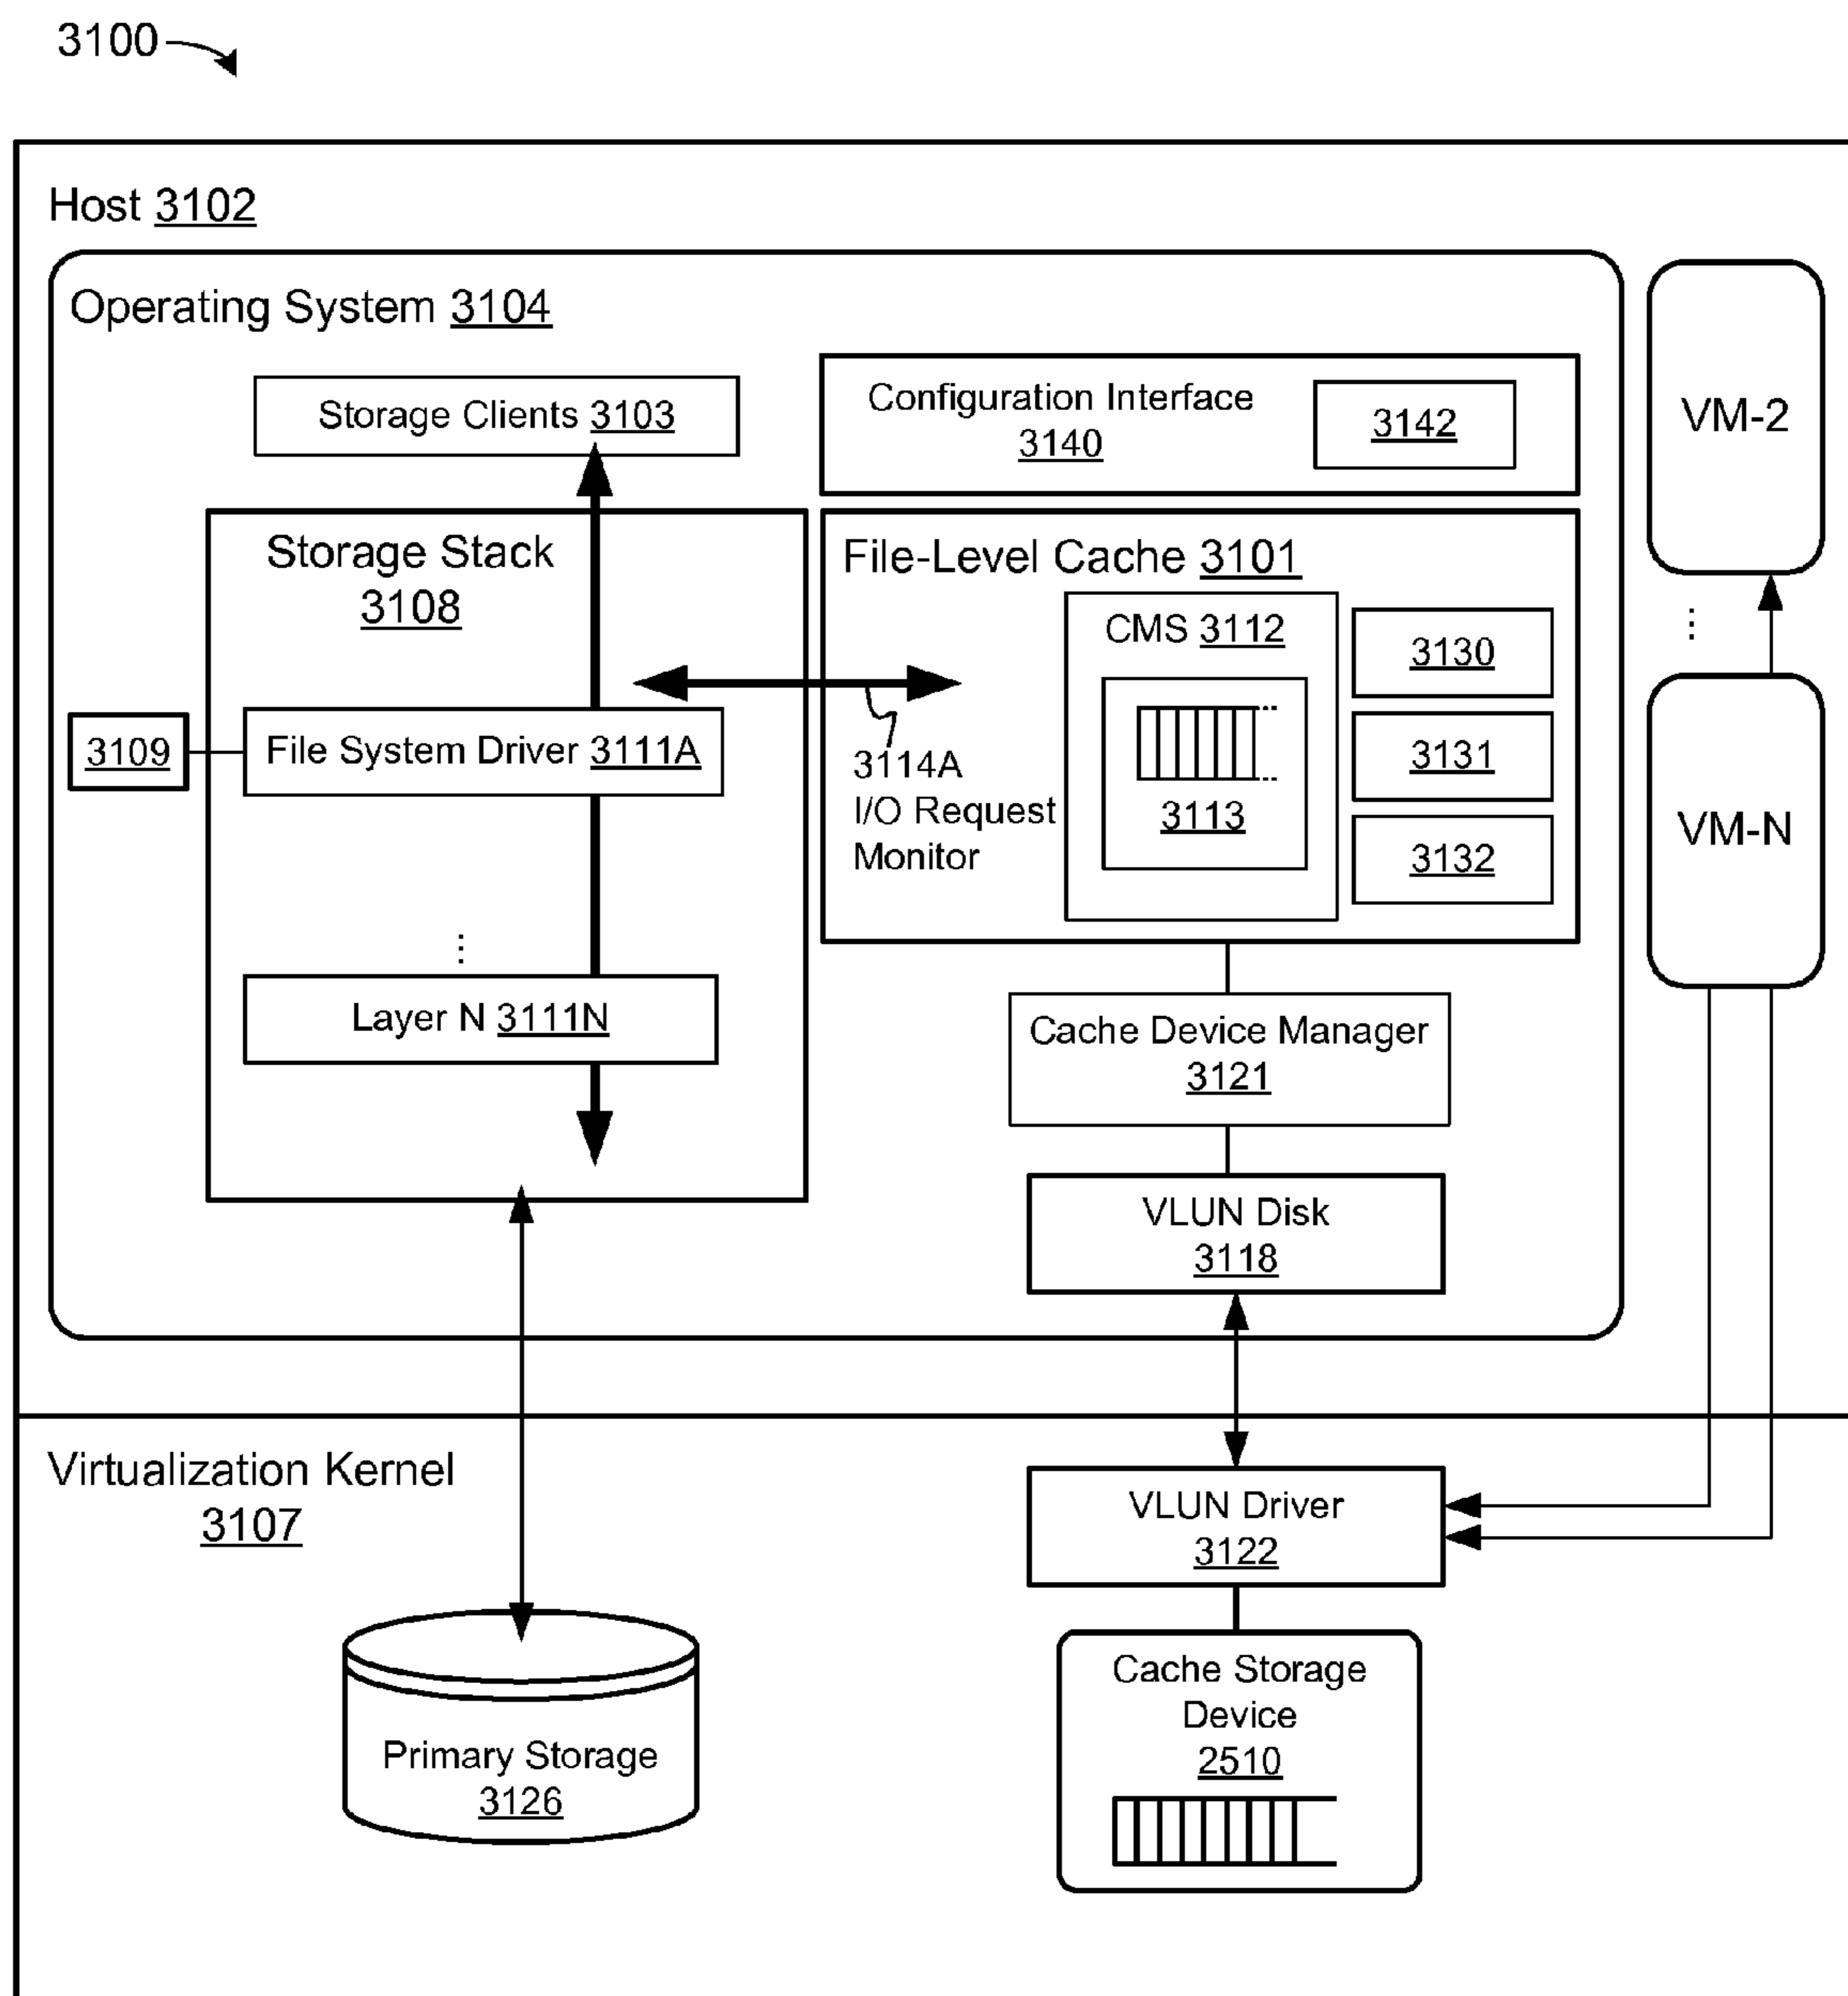 3100
Host 3102
Operating System 3104
Storage Clients 3103
Configuration Interface
3140
3142
VM-2
Storage Stack
3108
File-Level Cache 3101
CMS 3112
3113
3130
3131
3132
3109
File System Driver 3111A
3114A
I/O Request
Monitor
⋮
VM-N
⋮
Layer N 3111N
Cache Device Manager
3121
VLUN Disk
3118
Virtualization Kernel
3107
VLUN Driver
3122
Primary Storage
3126
Cache Storage
Device
2510